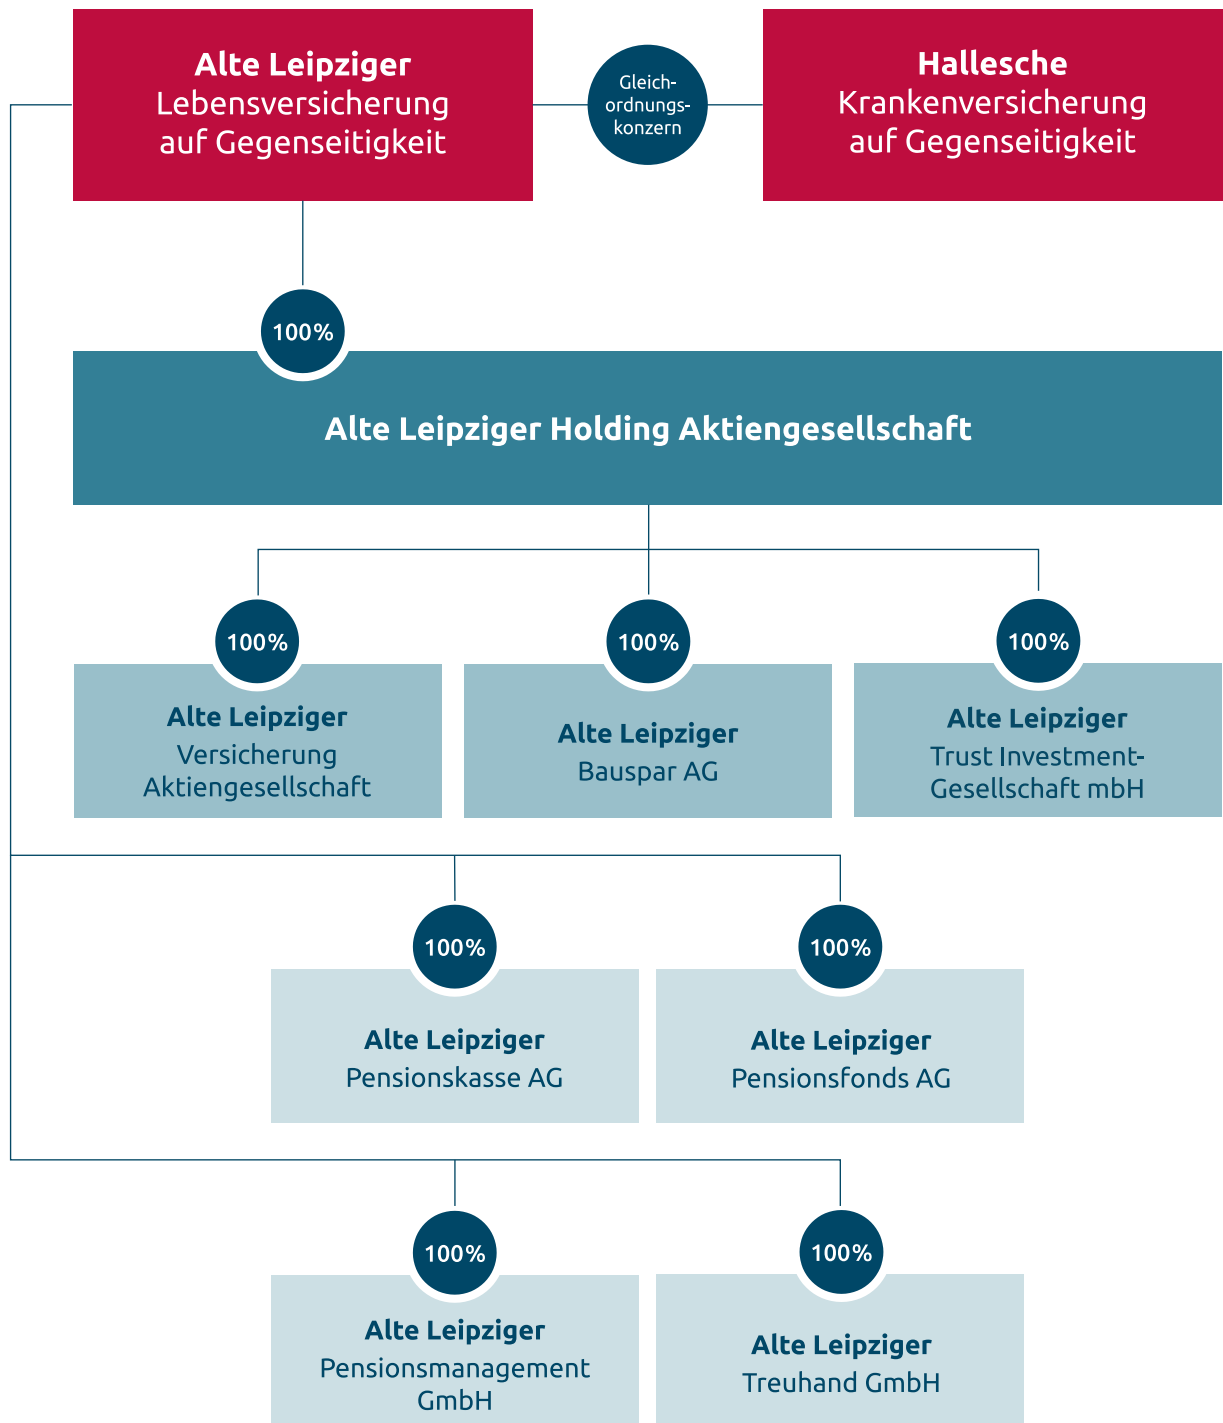 Alte Leipziger
Lebensversicherung
auf Gegenseitigkeit
Gleich-
ordnungs-
konzern
Hallesche
Krankenversicherung
auf Gegenseitigkeit
100%
Alte Leipziger Holding Aktiengesellschaft
100%
Alte Leipziger
Versicherung
Aktiengesellschaft
100%
Alte Leipziger
Bauspar AG
100%
Alte Leipziger
Trust Investment-
Gesellschaft mbH
100%
Alte Leipziger
Pensionskasse AG
100%
Alte Leipziger
Pensionsfonds AG
100%
Alte Leipziger
Pensionsmanagement
GmbH
100%
Alte Leipziger
Treuhand GmbH